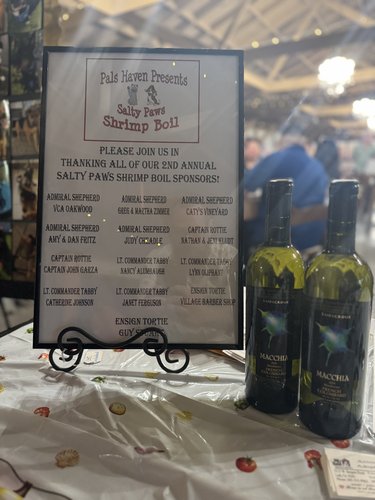 Pals Haven Presents
Salty Paws
Shrimp Boil
PLEASE JOIN US IN
THANKING ALL OF OUR 2ND ANNUAL
SALTY PAWS SHRIMP BOIL SPONSORS!
ADMIRAL SHEPHERD
VCA OAKWOOD
ADMIRAL SHEPHERD
GREG & MARTHA ZIMMER
ADMIRAL SHEPHERD
CATY'S VINEYARD
ADMIRAL SHEPHERD
AMY & DAN FRITZ
ADMIRAL SHEPHERD
JUDY
CAPTAIN ROTTIE
NATHAN &
CAPTAIN ROTTIE
CAPTAIN JOHN GARZA
LT. COMMANDER TABBY
NANCY
LT. COMMANDER TABBY
LYNN OLIPHANT
LT. COMMANDER TABBY
CATHERINE JOHNSON
LT. COMMANDER TABBY
JANET FERGUSON
ENSIGN TORTIE
VILLAGE BARBER SHOP
ENSIGN TORTIE
GUY
MACCHIA
MACCHIA